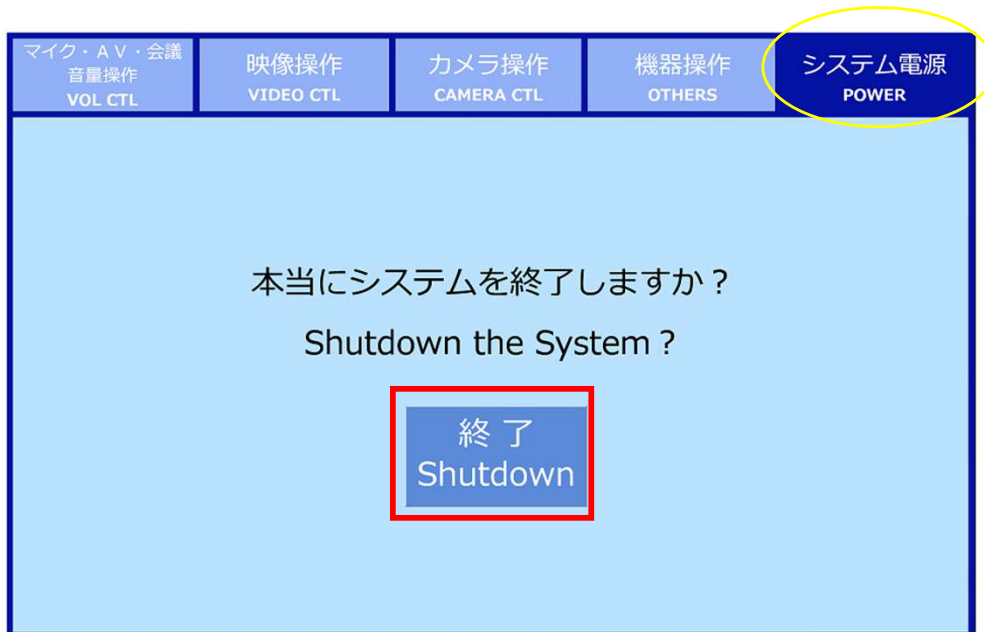 マイク・ＡＶ・会議
音量操作
VOL CTL
映像操作
VIDEO CTL
カメラ操作
CAMERA CTL
機器操作
OTHERS
システム電源
POWER
本当にシステムを終了しますか？
Shutdown the System？
終 了
Shutdown